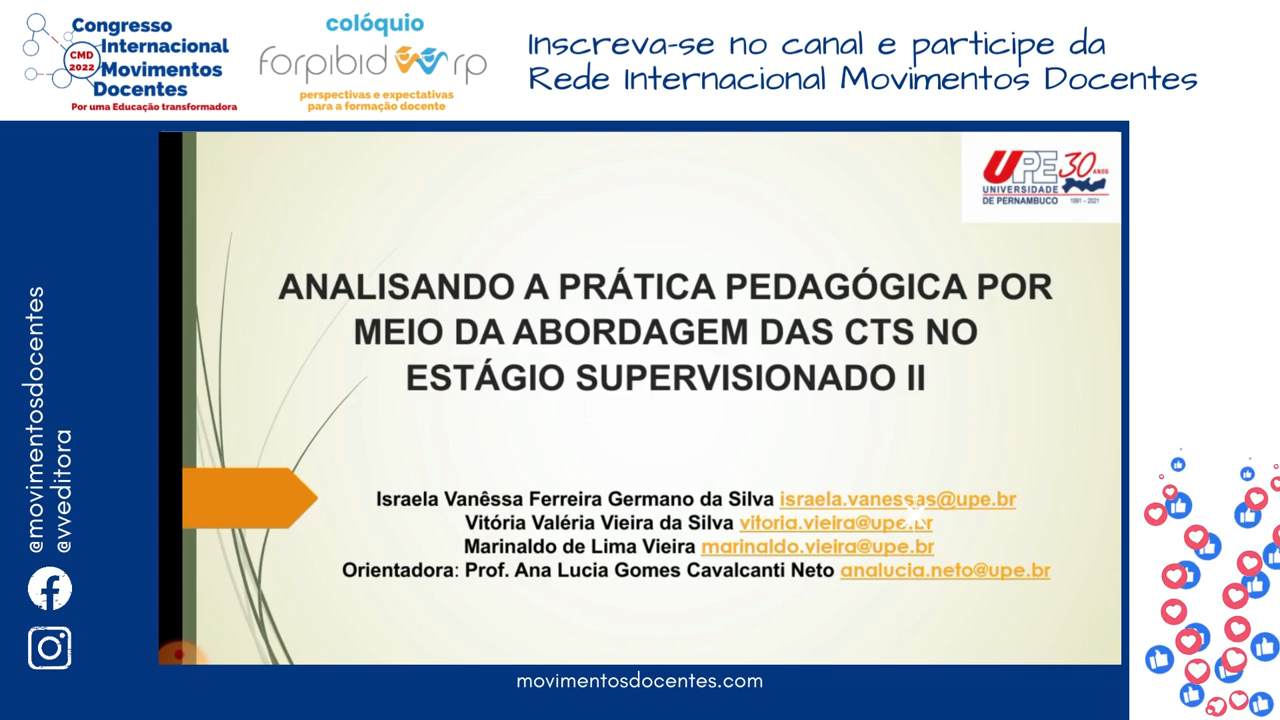 Congresso
Internacional
CMD
2022
Movimentos
Docentes
Por uma Educação transformadora
colóquio
forpibid rp
perspectivas e expectativas
para a formação docente
Inscreva-se no canal e participe da
Rede Internacional Movimentos Docentes
UPE 30 ANOS
UNIVERSIDADE
DE PERNAMBUCO
1991 - 2021
ANALISANDO A PRÁTICA PEDAGÓGICA POR
MEIO DA ABORDAGEM DAS CTS NO
ESTÁGIO SUPERVISIONADO II
Israela Vanêssa Ferreira Germano da Silva israela.vanessas@upe.br
Vitória Valéria Vieira da Silva vitoria.vieira@upe.br
Marinaldo de Lima Vieira marinaldo.vieira@upe.br
Orientadora: Prof. Ana Lucia Gomes Cavalcanti Neto analucia.neto@upe.br
@movimentosdocentes
@vveditora
movimentosdocentes.com